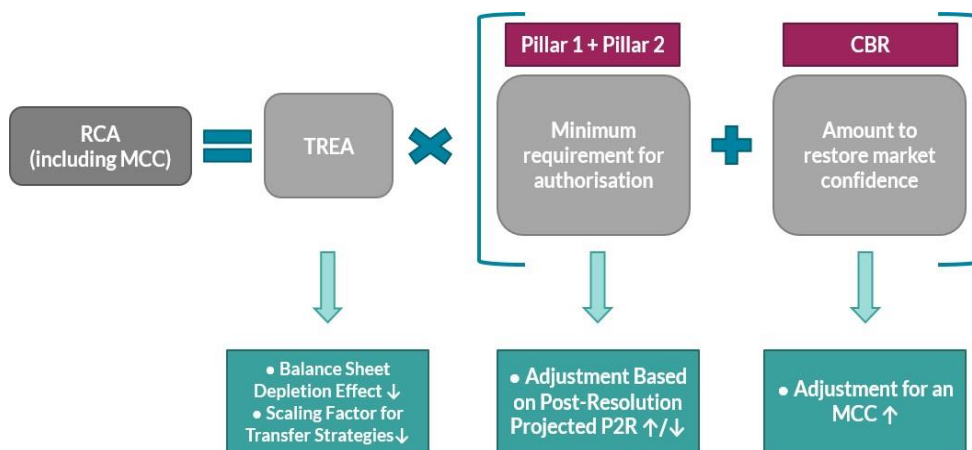 Pillar 1 + Pillar 2
CBR
RCA
(including MCC)
TREA
Minimum
requirement for
authorisation
Amount to
restore market
confidence
● Balance Sheet
Depletion Effect ↓
● Scaling Factor for
Transfer Strategies↓
● Adjustment Based
on Post-Resolution
Projected P2R ↑/↓
● Adjustment for an
MCC ↑